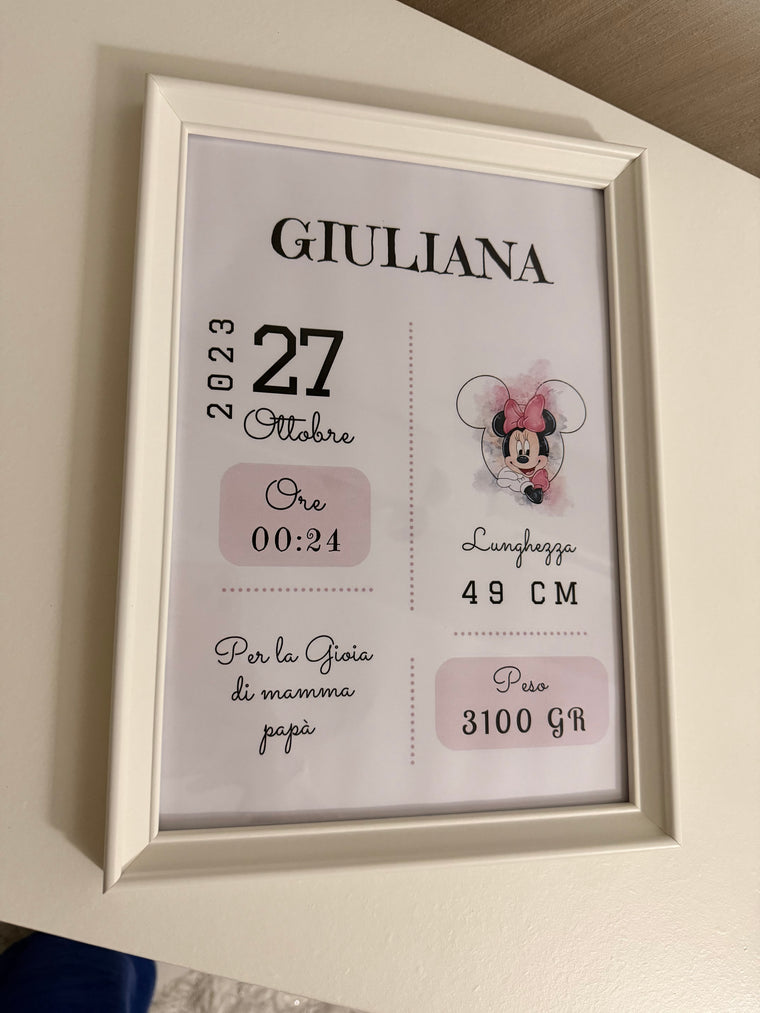 GIULIANA
2023
27
Ottobre
Ore
00:24
Per la Gioia
di mamma
papà
Lunghezza
49 CM
Peso
3100 GR